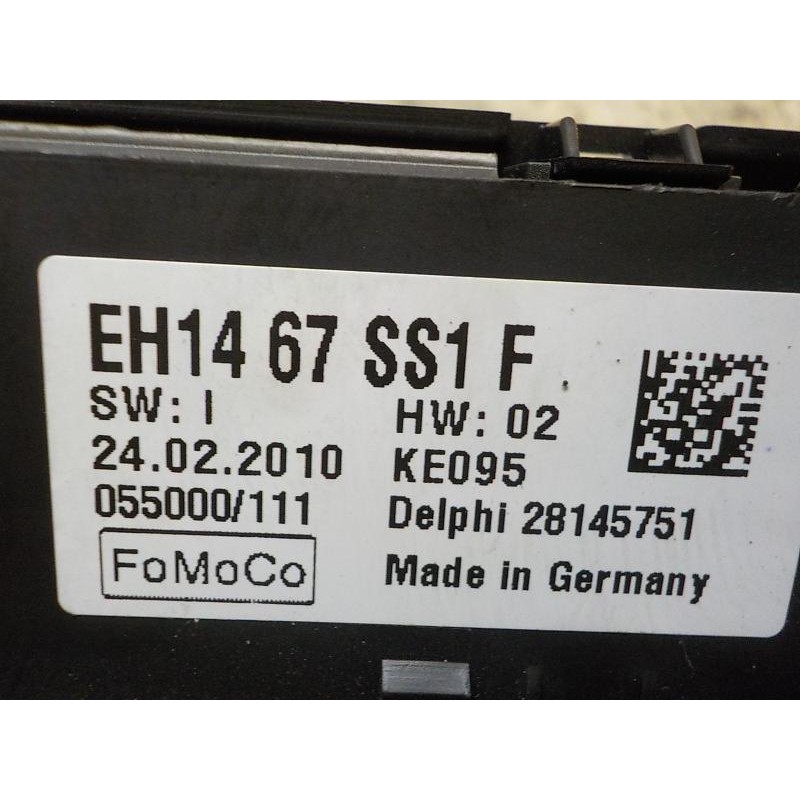 EH14 67 SS1 F
SW: I HW: 02
24.02.2010 KE095
055000/111 Delphi 28145751
FoMoCo Made in Germany